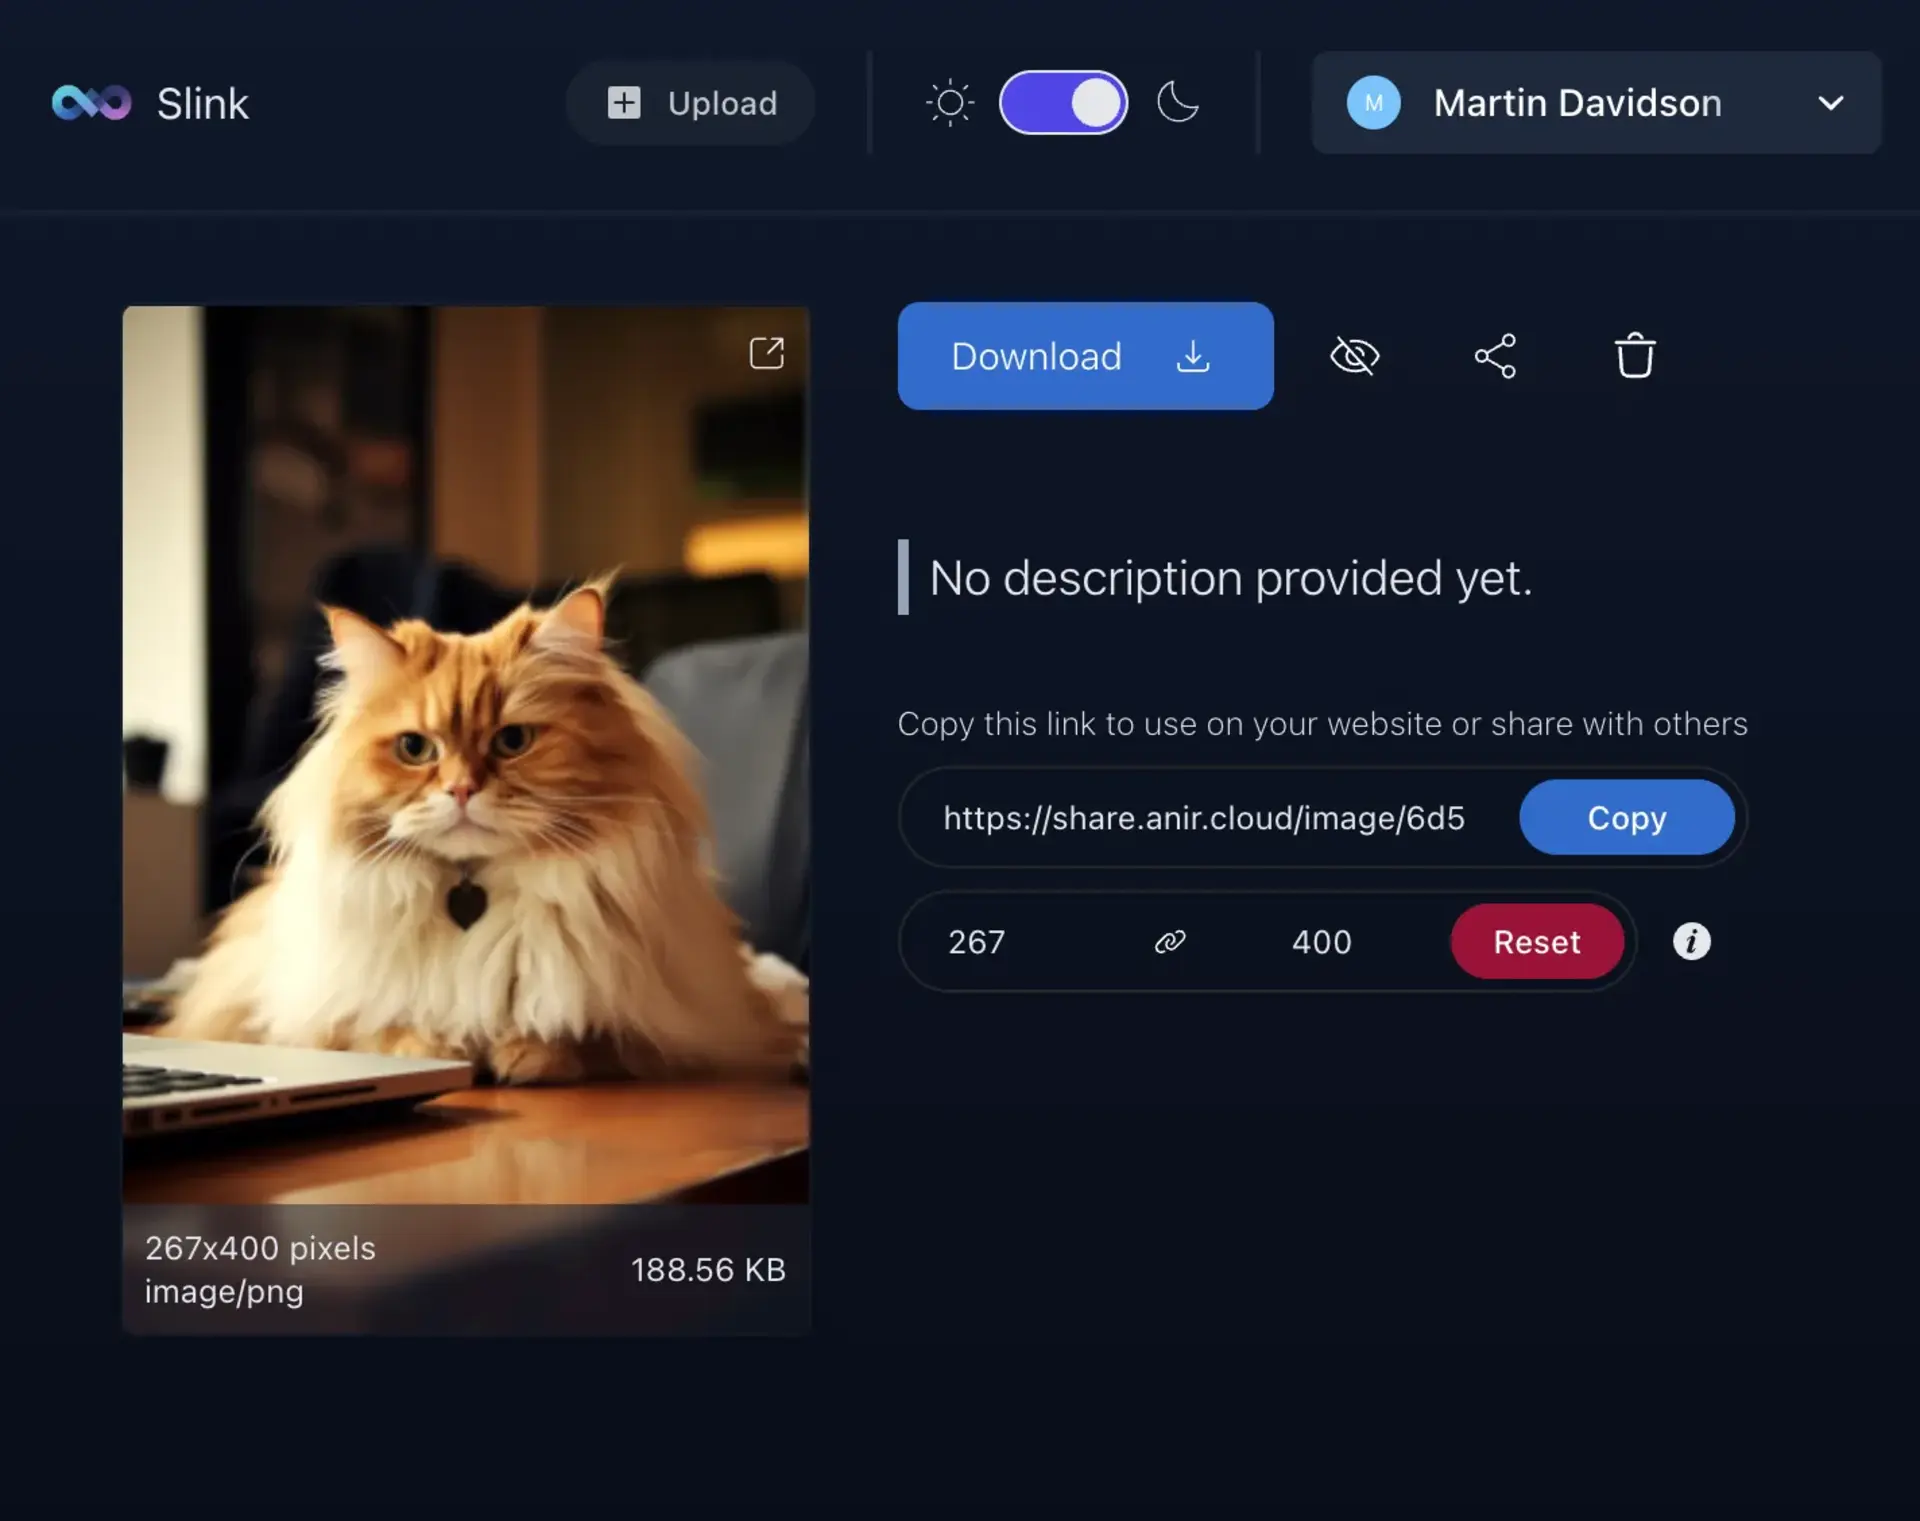 Slink
Upload
M
Martin Davidson
Download
No description provided yet.
Copy this link to use on your website or share with others
https://share.anir.cloud/image/6d5
Copy
267
400
Reset
i
267x400 pixels
image/png
188.56 KB